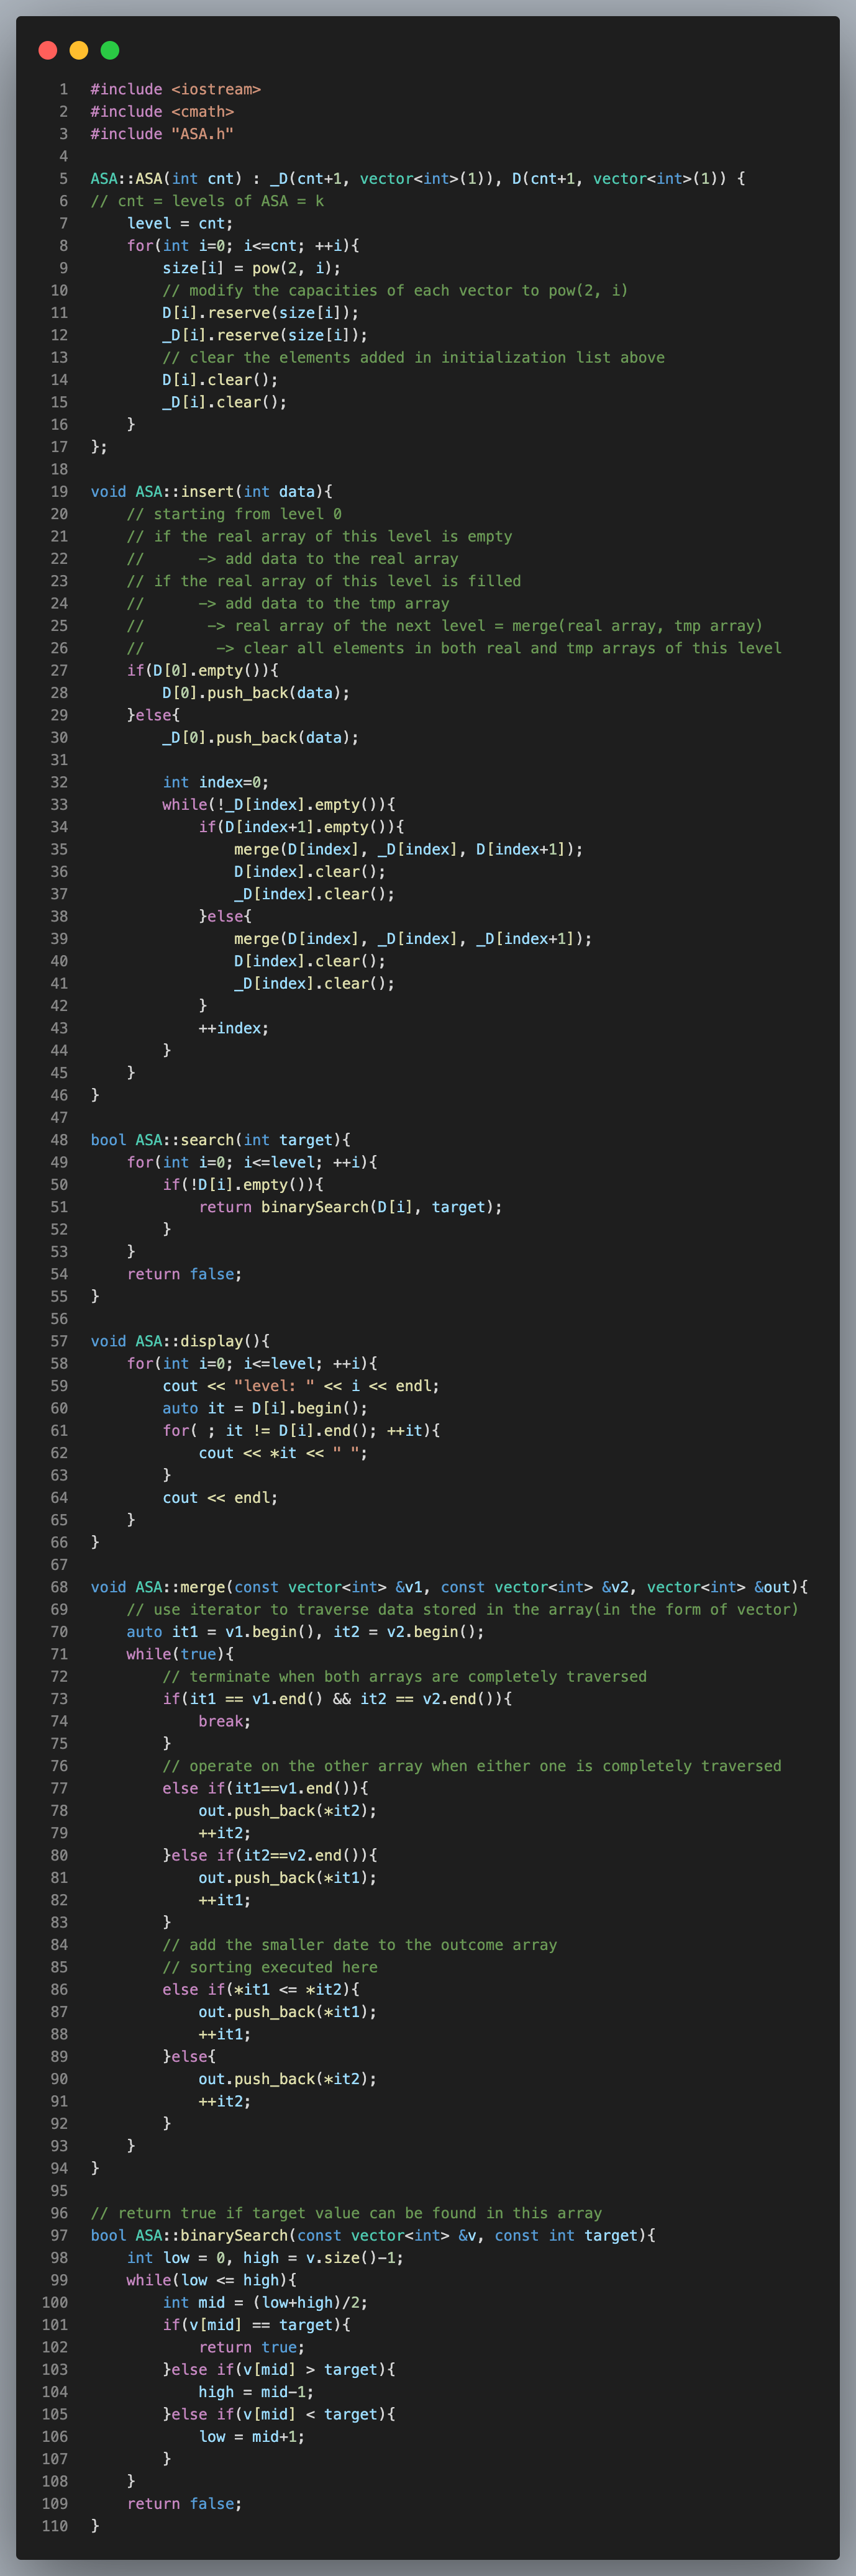 1 #include <iostream>
2 #include <cmath>
3 #include "ASA.h"
4
5 ASA::ASA(int cnt) : _D(cnt+1, vector<int>(1)), D(cnt+1, vector<int>(1)) {
6 // cnt = levels of ASA = k
7     level = cnt;
8     for(int i=0; i<=cnt; ++i){
9         size[i] = pow(2, i);
10         // modify the capacities of each vector to pow(2, i)
11         D[i].reserve(size[i]);
12         _D[i].reserve(size[i]);
13         // clear the elements added in initialization list above
14         D[i].clear();
15         _D[i].clear();
16     }
17 };
18
19 void ASA::insert(int data){
20     // starting from level 0
21     // if the real array of this level is empty
22     //      -> add data to the real array
23     // if the real array of this level is filled
24     //      -> add data to the tmp array
25     //       -> real array of the next level = merge(real array, tmp array)
26     //        -> clear all elements in both real and tmp arrays of this level
27     if(D[0].empty()){
28         D[0].push_back(data);
29     }else{
30         _D[0].push_back(data);
31
32         int index=0;
33         while(!_D[index].empty()){
34             if(D[index+1].empty()){
35                 merge(D[index], _D[index], D[index+1]);
36                 D[index].clear();
37                 _D[index].clear();
38             }else{
39                 merge(D[index], _D[index], _D[index+1]);
40                 D[index].clear();
41                 _D[index].clear();
42             }
43             ++index;
44         }
45     }
46 }
47
48 bool ASA::search(int target){
49     for(int i=0; i<=level; ++i){
50         if(!D[i].empty()){
51             return binarySearch(D[i], target);
52         }
53     }
54     return false;
55 }
56
57 void ASA::display(){
58     for(int i=0; i<=level; ++i){
59         cout << "level: " << i << endl;
60         auto it = D[i].begin();
61         for( ; it != D[i].end(); ++it){
62             cout << *it << " ";
63         }
64         cout << endl;
65     }
66 }
67
68 void ASA::merge(const vector<int> &v1, const vector<int> &v2, vector<int> &out){
69     // use iterator to traverse data stored in the array(in the form of vector)
70     auto it1 = v1.begin(), it2 = v2.begin();
71     while(true){
72         // terminate when both arrays are completely traversed
73         if(it1 == v1.end() && it2 == v2.end()){
74             break;
75         }
76         // operate on the other array when either one is completely traversed
77         else if(it1==v1.end()){
78             out.push_back(*it2);
79             ++it2;
80         }else if(it2==v2.end()){
81             out.push_back(*it1);
82             ++it1;
83         }
84         // add the smaller date to the outcome array
85         // sorting executed here
86         else if(*it1 <= *it2){
87             out.push_back(*it1);
88             ++it1;
89         }else{
90             out.push_back(*it2);
91             ++it2;
92         }
93     }
94 }
95
96 // return true if target value can be found in this array
97 bool ASA::binarySearch(const vector<int> &v, const int target){
98     int low = 0, high = v.size()-1;
99     while(low <= high){
100         int mid = (low+high)/2;
101         if(v[mid] == target){
102             return true;
103         }else if(v[mid] > target){
104             high = mid-1;
105         }else if(v[mid] < target){
106             low = mid+1;
107         }
108     }
109     return false;
110 }